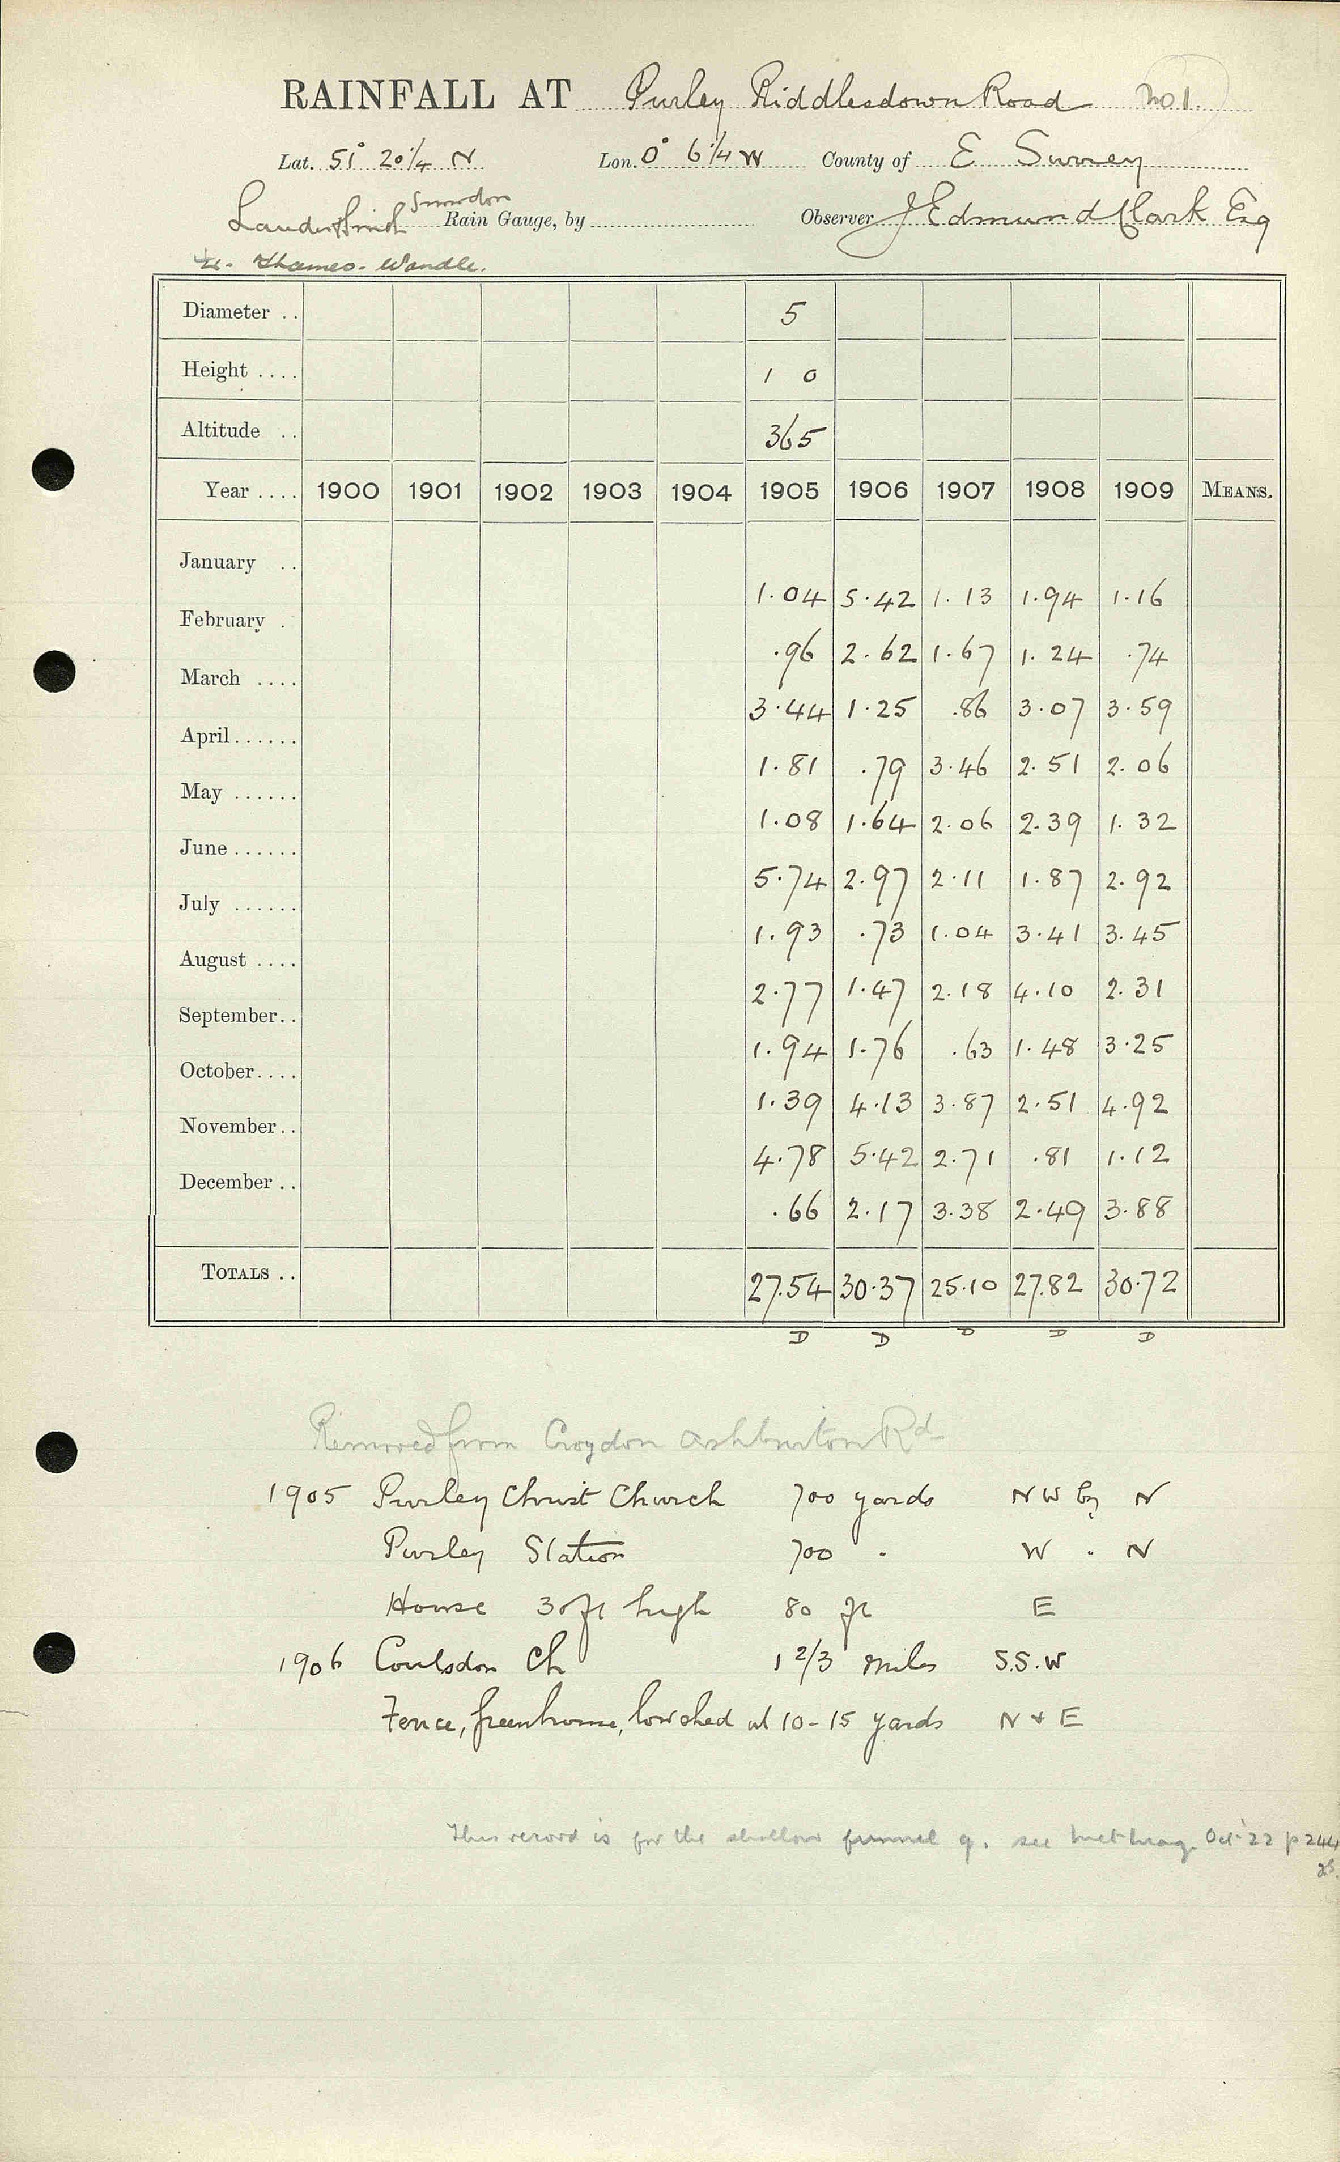 RAINFALL AT Purley Riddlesdown Road No 1.
Lat. 51° 20 1/4 N Lon. 0° 6 1/4 W County of E Surrey
Snowdon
Rain Gauge, by Observer J Edmund Clark Esq
Thames - Wandle.
Diameter .. 5
Height .... 1 0
Altitude .. 365
Year .... 1900 1901 1902 1903 1904 1905 1906 1907 1908 1909 MEANS.
January .. 1.04 5.42 1.13 1.94 1.16
February . .96 2.62 1.67 1.24 .74
March .... 3.44 1.25 .86 3.07 3.59
April...... 1.81 .79 3.46 2.51 2.06
May ...... 1.08 1.64 2.06 2.39 1.32
June...... 5.74 2.97 2.11 1.87 2.92
July ...... 1.93 .73 1.04 3.41 3.45
August .... 2.77 1.47 2.18 4.10 2.31
September.. 1.94 1.76 .63 1.48 3.25
October.... 1.39 4.13 3.87 2.51 4.92
November.. 4.78 5.42 2.71 .81 1.12
December.. .66 2.17 3.38 2.49 3.88
TOTALS .. 27.54 30.37 25.10 27.82 30.72
D D D D D
Removed from Croydon Ashburton Rd
1905 Purley Christ Church 700 yards NW by N
Purley Station 700 " W " N
House 30 ft high 80 ft E
1906 Coulsdon Ch 1 2/3 miles S.S.W
Fence, greenhouse, low shed at 10-15 yards N & E
This record is for the shallow funnel g. see Met Mag. Oct '22 p 244